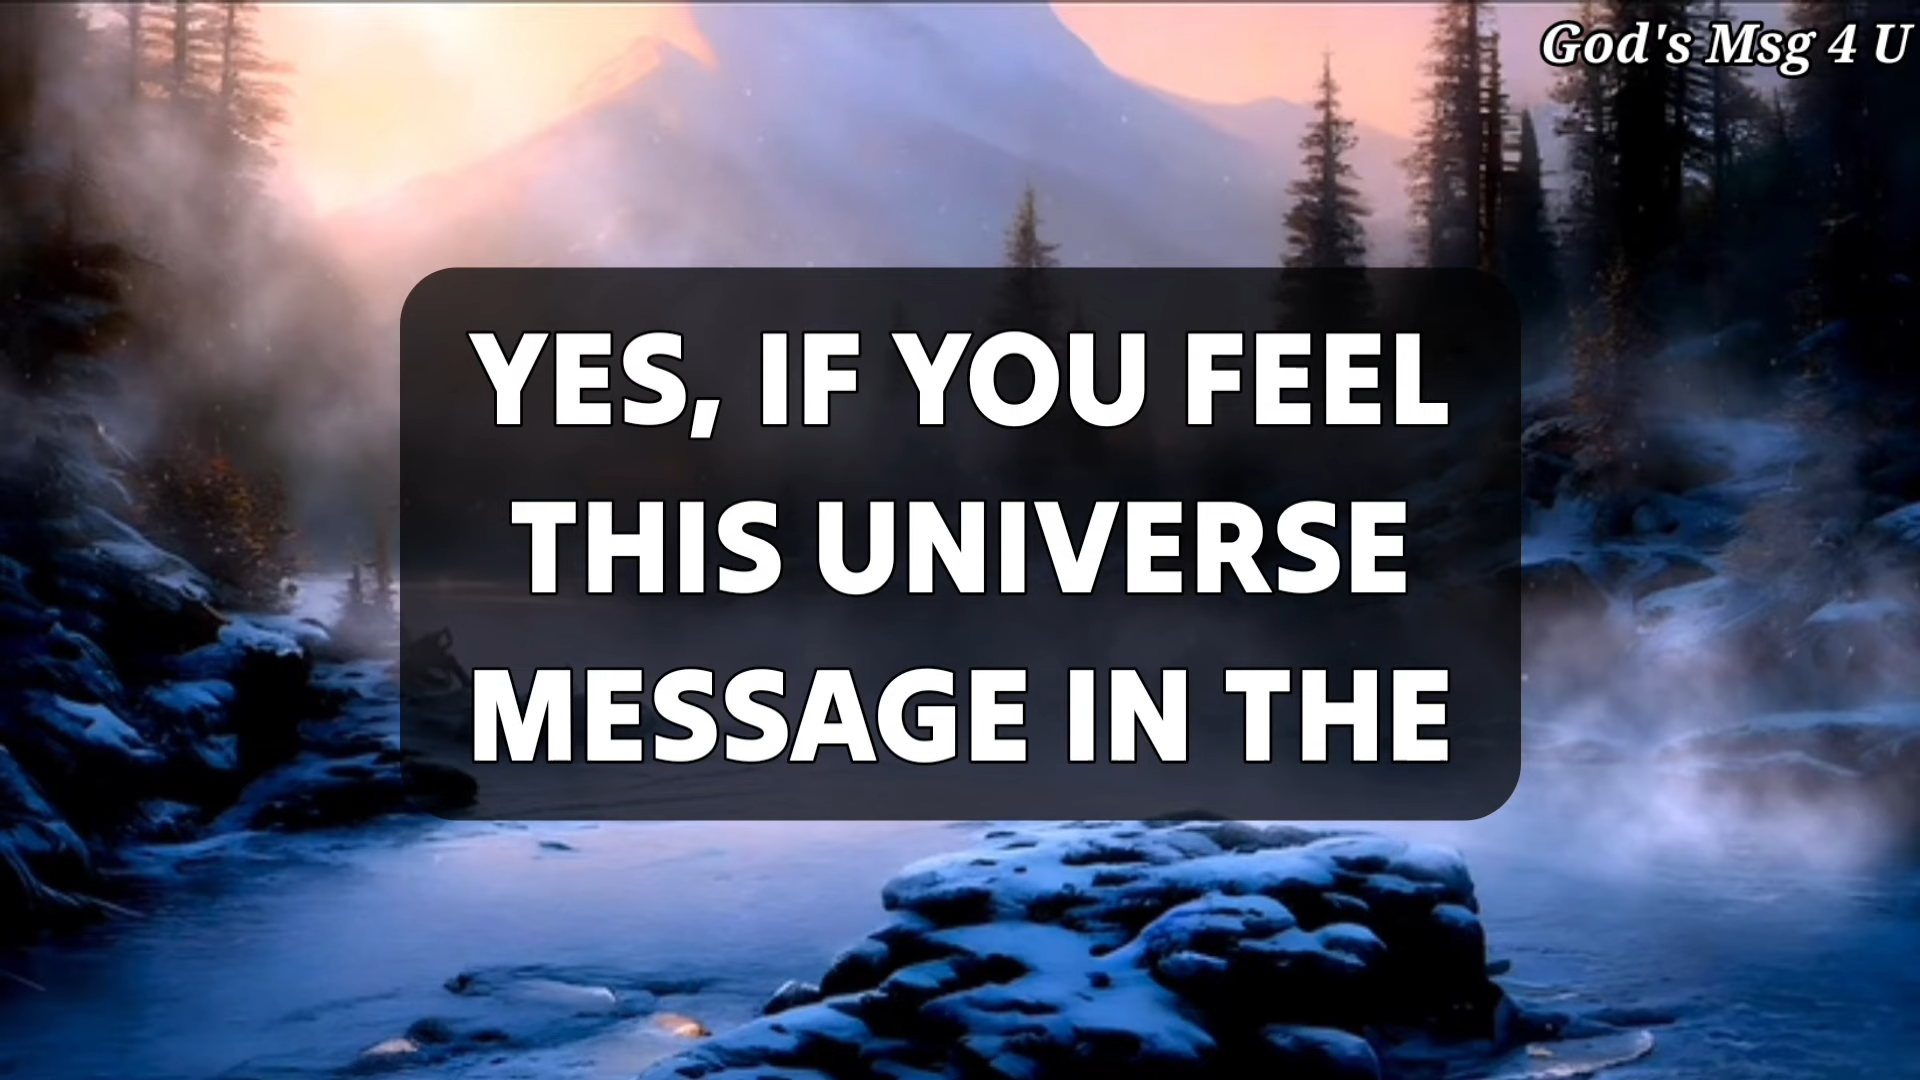 God's Msg 4 U
YES, IF YOU FEEL
THIS UNIVERSE
MESSAGE IN THE